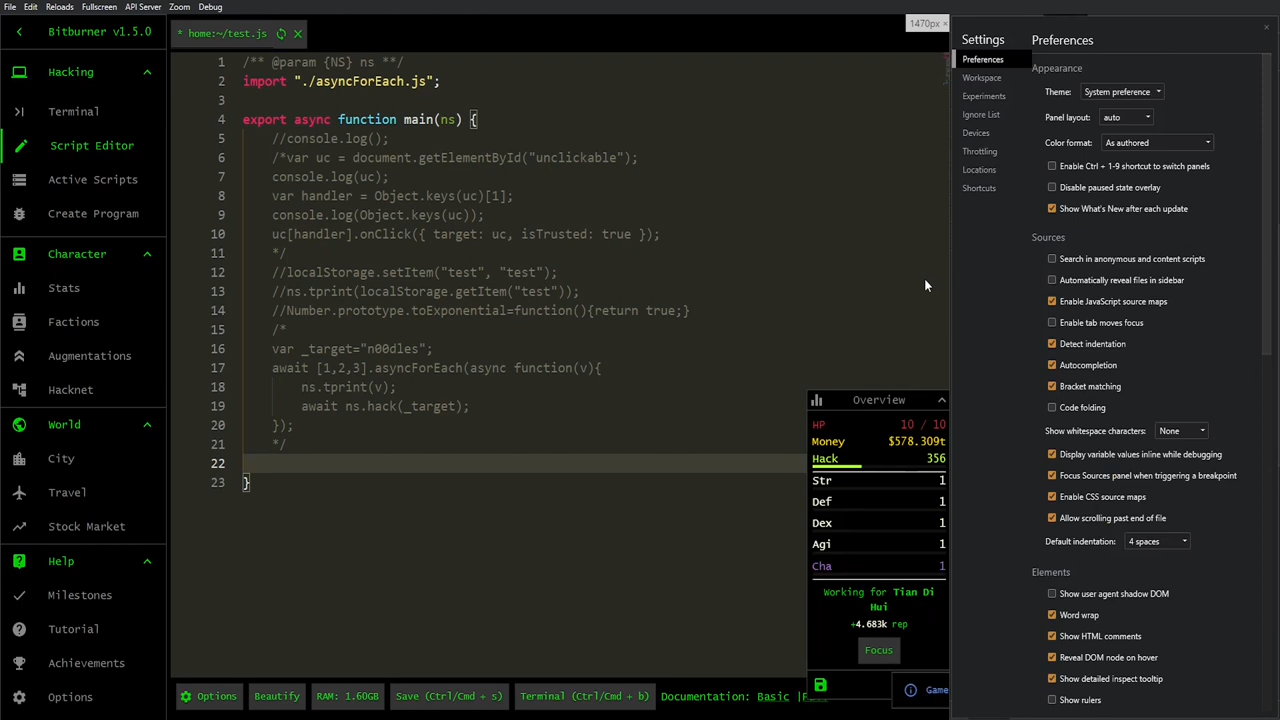 File Edit Reloads Fullscreen API Server Zoom Debug
Bitburner v1.5.0
Hacking
Terminal
Script Editor
Active Scripts
Create Program
Character
Stats
Factions
Augmentations
Hacknet
World
City
Travel
Stock Market
Help
Milestones
Tutorial
Achievements
Options
* home:~/test.js
1470px ×
1 /** @param {NS} ns **/
2 import "./asyncForEach.js";
3
4 export async function main(ns) {
5 //console.log();
6 /*var uc = document.getElementById("unclickable");
7 console.log(uc);
8 var handler = Object.keys(uc)[1];
9 console.log(Object.keys(uc));
10 uc[handler].onClick({ target: uc, isTrusted: true });
11 */
12 //localStorage.setItem("test", "test");
13 //ns.tprint(localStorage.getItem("test"));
14 //Number.prototype.toExponential=function(){return true;}
15 /*
16 var _target="n00dles";
17 await [1,2,3].asyncForEach(async function(v){
18 ns.tprint(v);
19 await ns.hack(_target);
20 });
21 */
22
23 }
Overview
HP 10 / 10
Money $578.309t
Hack 356
Str 1
Def 1
Dex 1
Agi 1
Cha 1
Working for Tian Di
Hui
+4.683k rep
Focus
Game
Options Beautify RAM: 1.60GB Save (Ctrl/Cmd + s) Terminal (Ctrl/Cmd + b) Documentation: Basic |
Settings
Preferences
Workspace
Experiments
Ignore List
Devices
Throttling
Locations
Shortcuts
Preferences
Appearance
Theme: System preference
Panel layout: auto
Color format: As authored
Enable Ctrl + 1-9 shortcut to switch panels
Disable paused state overlay
Show What's New after each update
Sources
Search in anonymous and content scripts
Automatically reveal files in sidebar
Enable JavaScript source maps
Enable tab moves focus
Detect indentation
Autocompletion
Bracket matching
Code folding
Show whitespace characters: None
Display variable values inline while debugging
Focus Sources panel when triggering a breakpoint
Enable CSS source maps
Allow scrolling past end of file
Default indentation: 4 spaces
Elements
Show user agent shadow DOM
Word wrap
Show HTML comments
Reveal DOM node on hover
Show detailed inspect tooltip
Show rulers